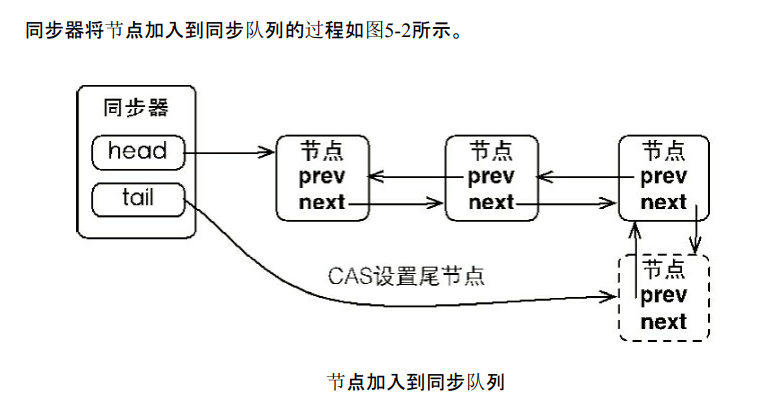 同步器将节点加入到同步队列的过程如图5-2所示。
同步器
head
tail
节点
prev
next
节点
prev
next
节点
prev
next
CAS设置尾节点
节点
prev
next
节点加入到同步队列